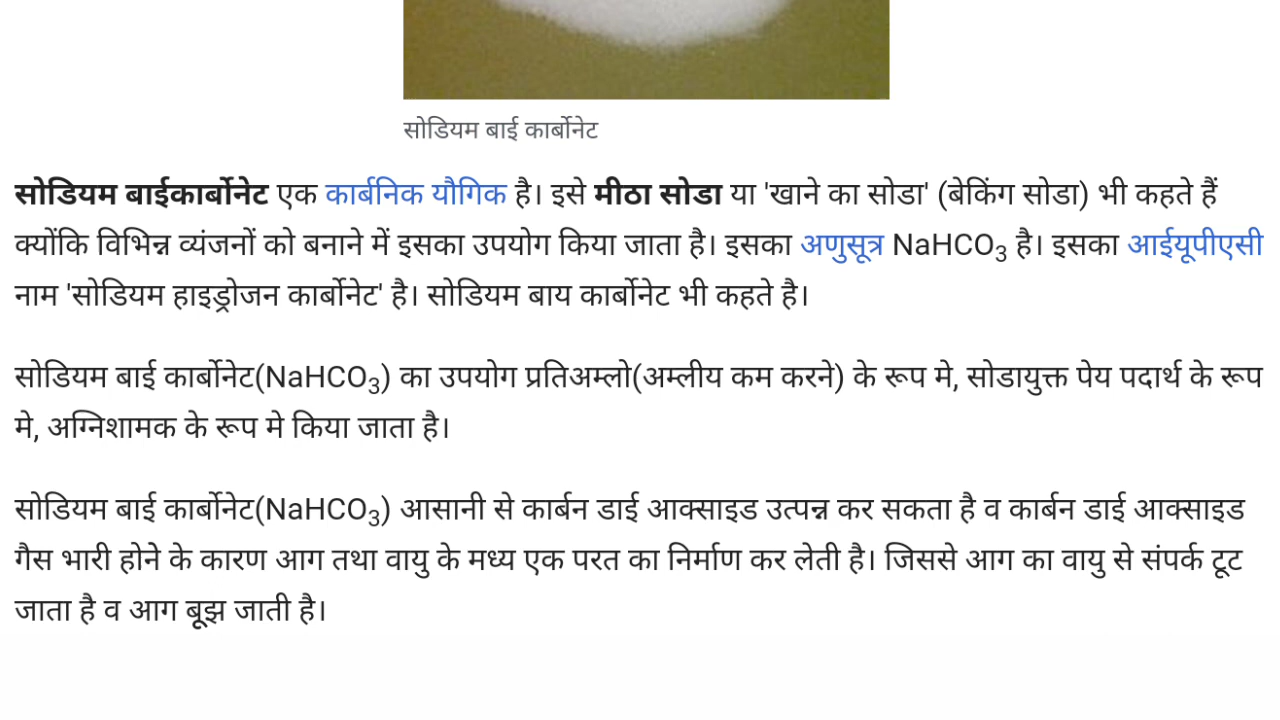 सोडियम बाई कार्बोनेट
सोडियम बाईकार्बोनेट एक कार्बनिक यौगिक है। इसे मीठा सोडा या 'खाने का सोडा' (बेकिंग सोडा) भी कहते हैं
क्योंकि विभिन्न व्यंजनों को बनाने में इसका उपयोग किया जाता है। इसका अणुसूत्र NaHCO₃ है। इसका आईयूपीएसी
नाम 'सोडियम हाइड्रोजन कार्बोनेट' है। सोडियम बाय कार्बोनेट भी कहते है।
सोडियम बाई कार्बोनेट(NaHCO₃) का उपयोग प्रतिअम्लो(अम्लीय कम करने) के रूप मे, सोडायुक्त पेय पदार्थ के रूप
मे, अग्निशामक के रूप मे किया जाता है।
सोडियम बाई कार्बोनेट(NaHCO₃) आसानी से कार्बन डाई आक्साइड उत्पन्न कर सकता है व कार्बन डाई आक्साइड
गैस भारी होने के कारण आग तथा वायु के मध्य एक परत का निर्माण कर लेती है। जिससे आग का वायु से संपर्क टूट
जाता है व आग बूझ जाती है।